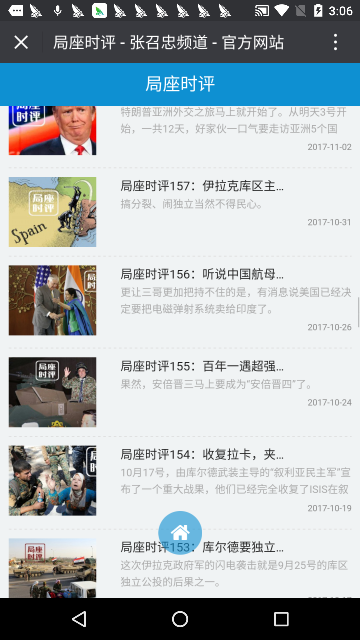 3:06
局座时评 - 张召忠频道 - 官方网站
局座时评
特朗普亚洲外交之旅马上就开始了。从明天3号开
始，一共12天，好家伙一口气要走访亚洲5个国
2017-11-02
局座时评
Spain
局座时评157：伊拉克库区主...
搞分裂、闹独立当然不得民心。
2017-10-31
局座时评156：听说中国航母...
更让三哥更加把持不住的是，有消息说美国已经决
定要把电磁弹射系统卖给印度了。
2017-10-26
局座时评
局座时评155：百年一遇超强...
果然，安倍晋三马上要成为“安倍晋四”了。
2017-10-24
局座时评154：收复拉卡，夹...
10月17号，由库尔德武装主导的“叙利亚民主军”宣
布了一个重大战果，他们已经完全收复了ISIS在叙
2017-10-19
局座时评
局座时评153：库尔德要独立...
这次伊拉克政府军的闪电袭击就是9月25号的库区
独立公投的后果之一。